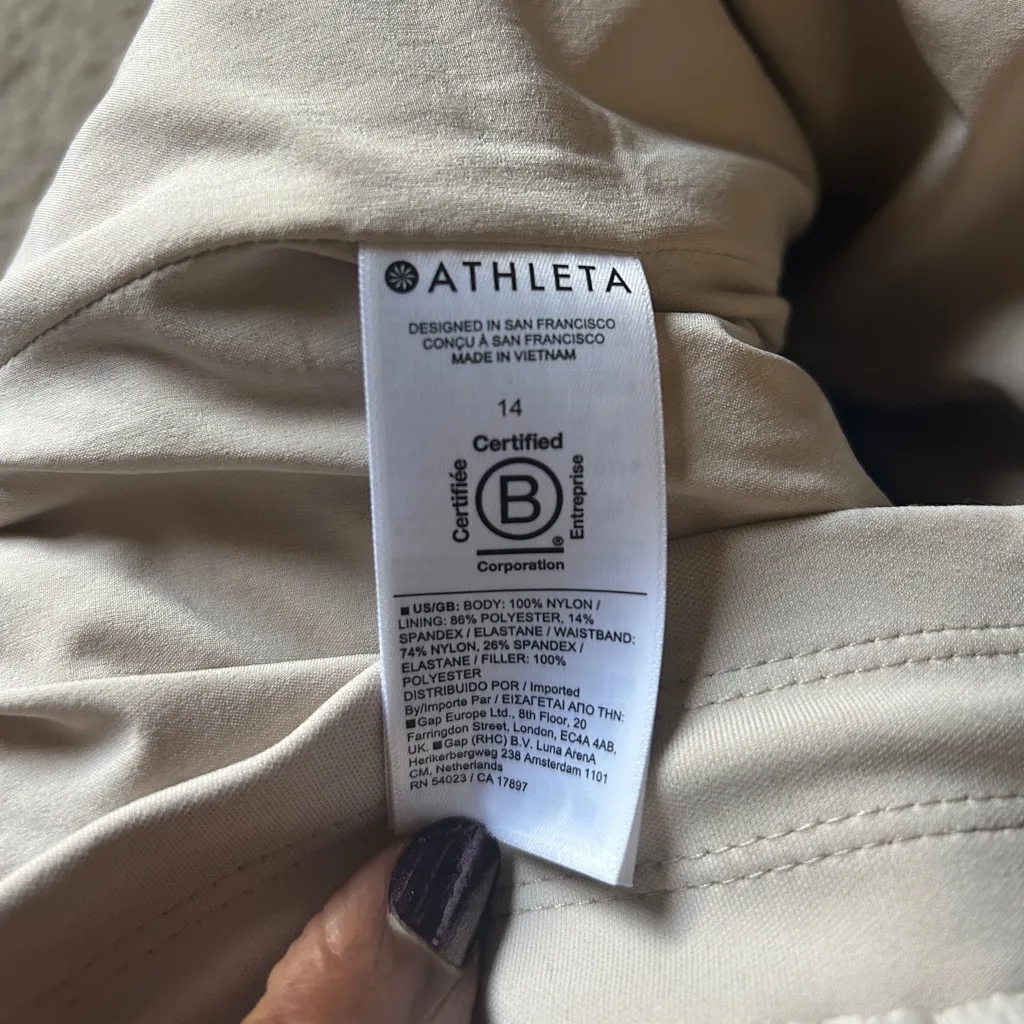 ATHLETA
DESIGNED IN SAN FRANCISCO
CONÇU À SAN FRANCISCO
MADE IN VIETNAM
14
Certified
Certifiée
B
Entreprise
®
Corporation
US/GB: BODY: 100% NYLON /
LINING: 86% POLYESTER, 14%
SPANDEX / ELASTANE / WAISTBAND:
74% NYLON, 26% SPANDEX /
ELASTANE / FILLER: 100%
POLYESTER
DISTRIBUIDO POR / Imported
By/Importe Par / ΕΙΣΑΓΕΤΑΙ ΑΠΟ ΤΗΝ:
Gap Europe Ltd., 8th Floor, 20
Farringdon Street, London, EC4A 4AB,
UK. Gap (RHC) B.V. Luna ArenA
Herikerbergweg 238 Amsterdam 1101
CM, Netherlands
RN 54023 / CA 17897